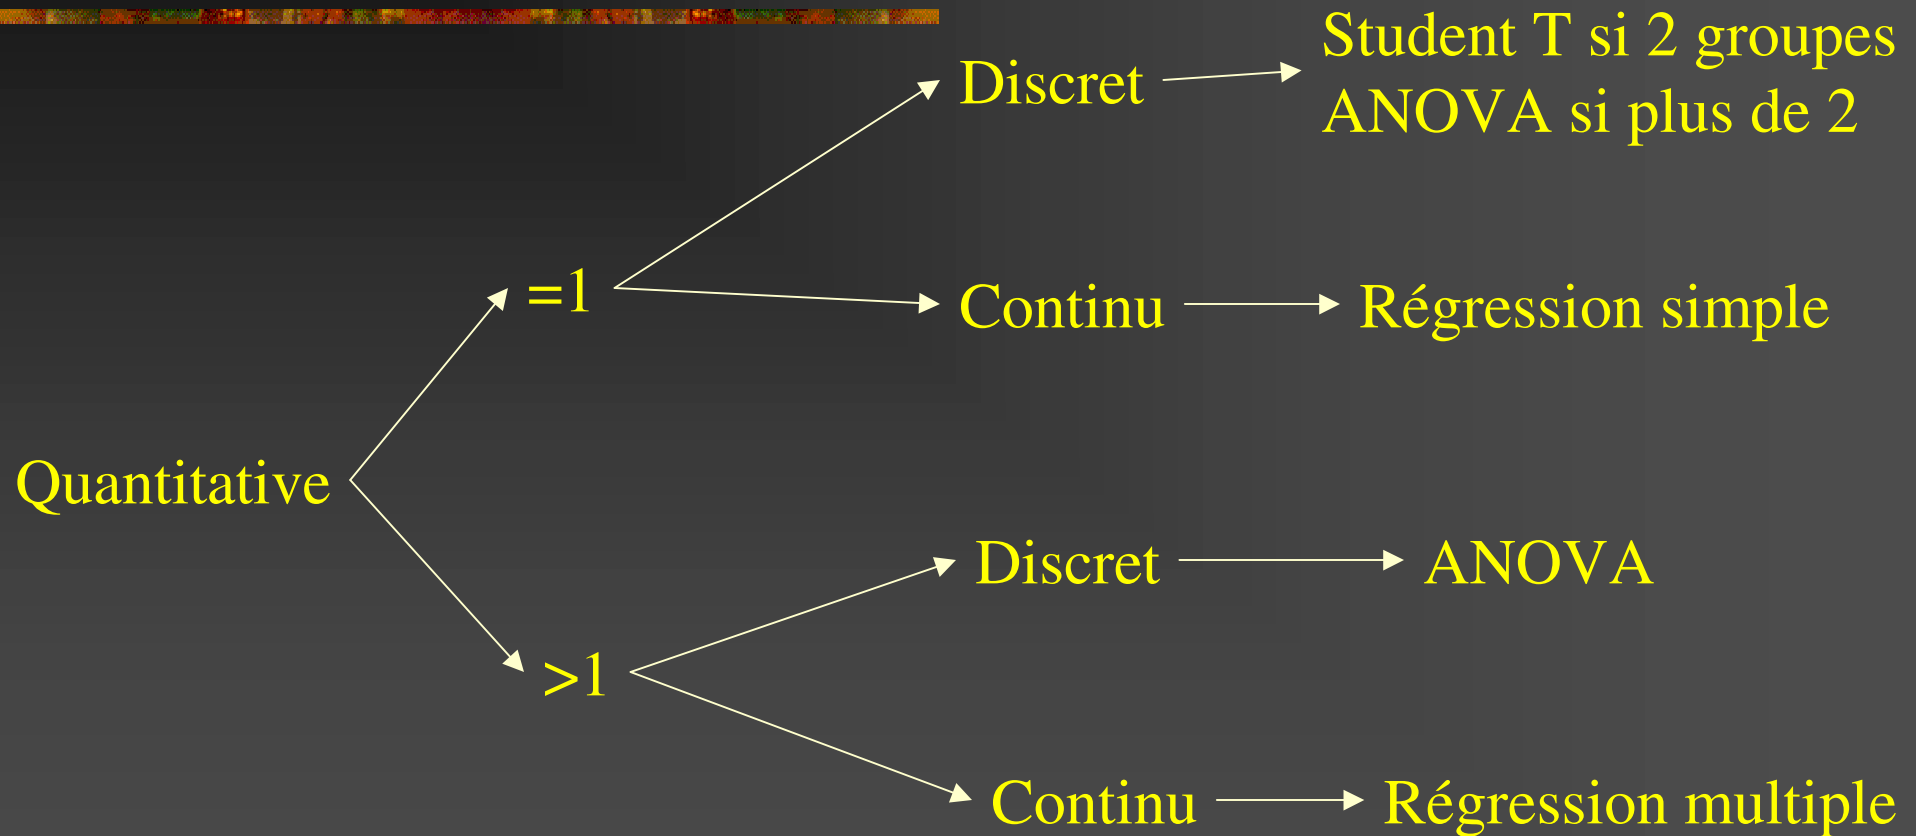 Student T si 2 groupes
Discret
ANOVA si plus de 2
=1
Continu
Régression simple
Quantitative
Discret
ANOVA
>1
Continu
Régression multiple